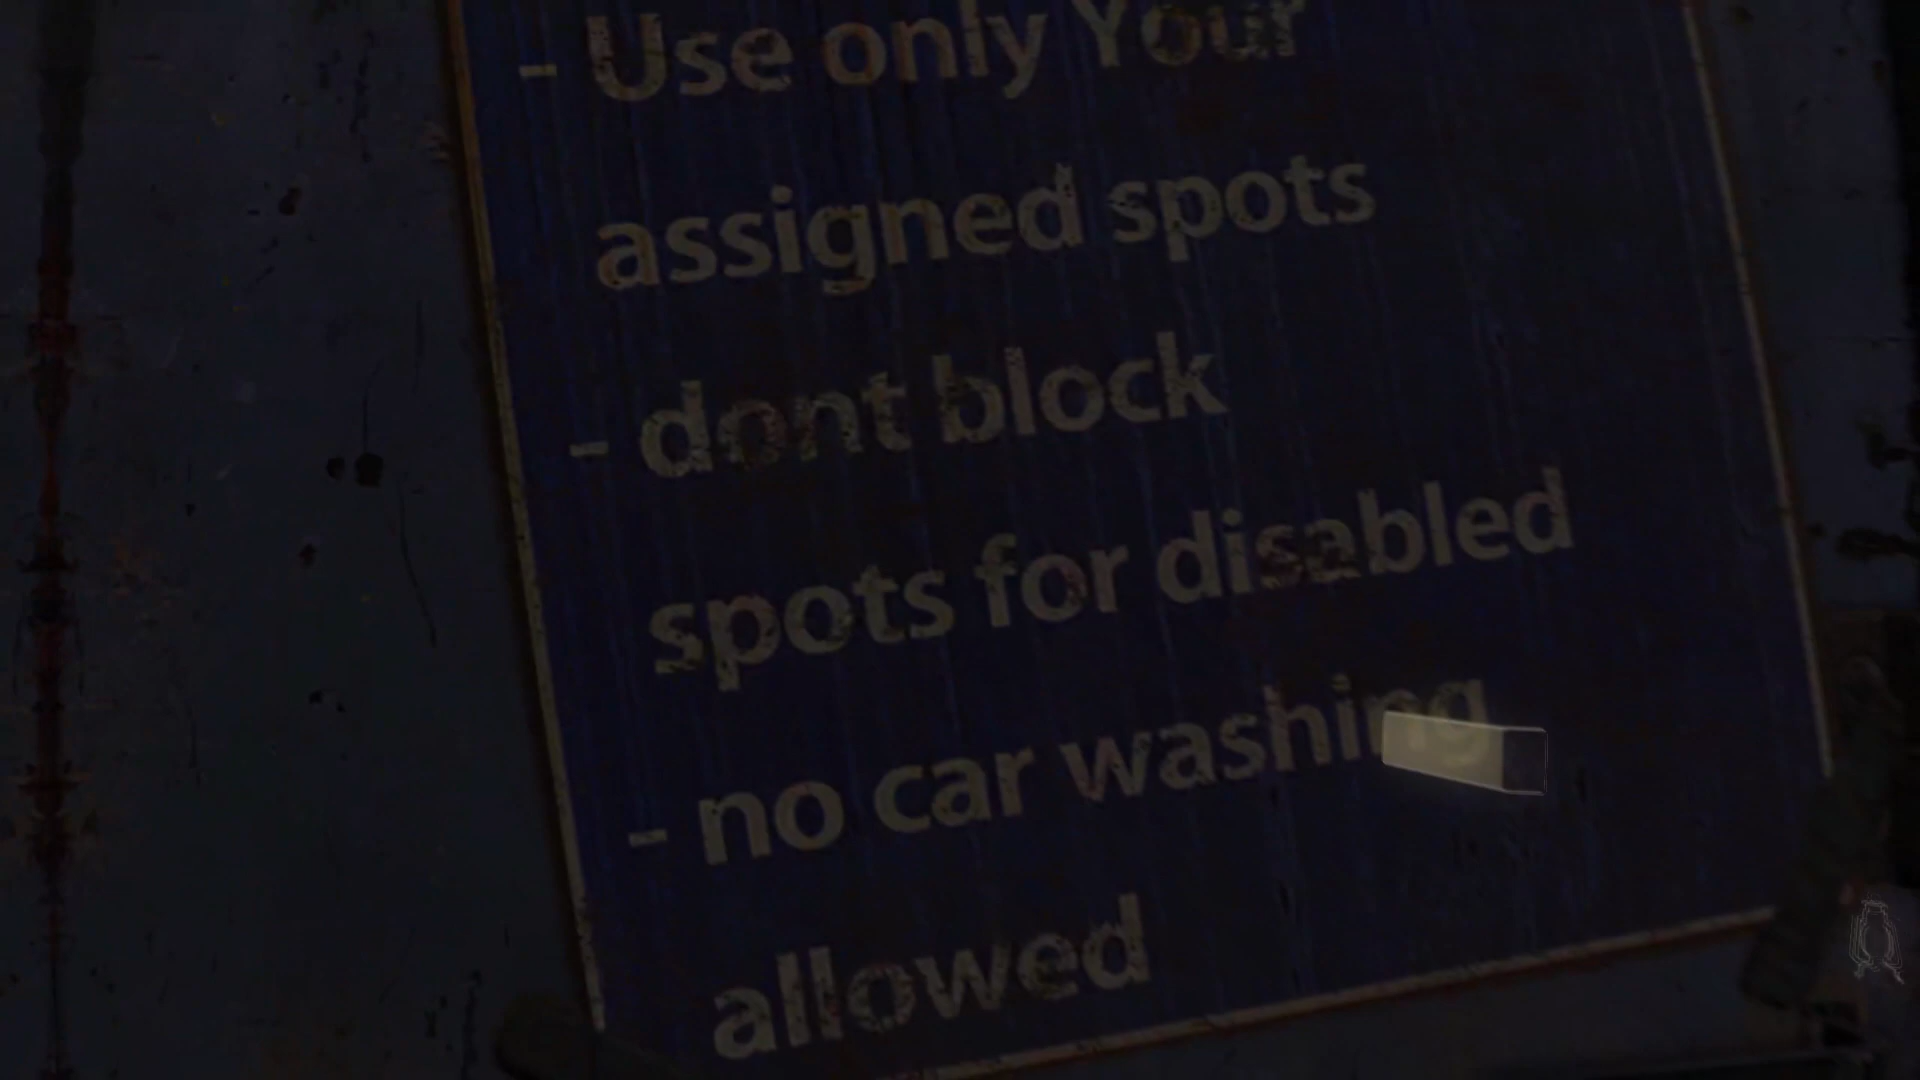 - Use only Your
assigned spots
- dont block
spots for disabled
- no car washing
allowed